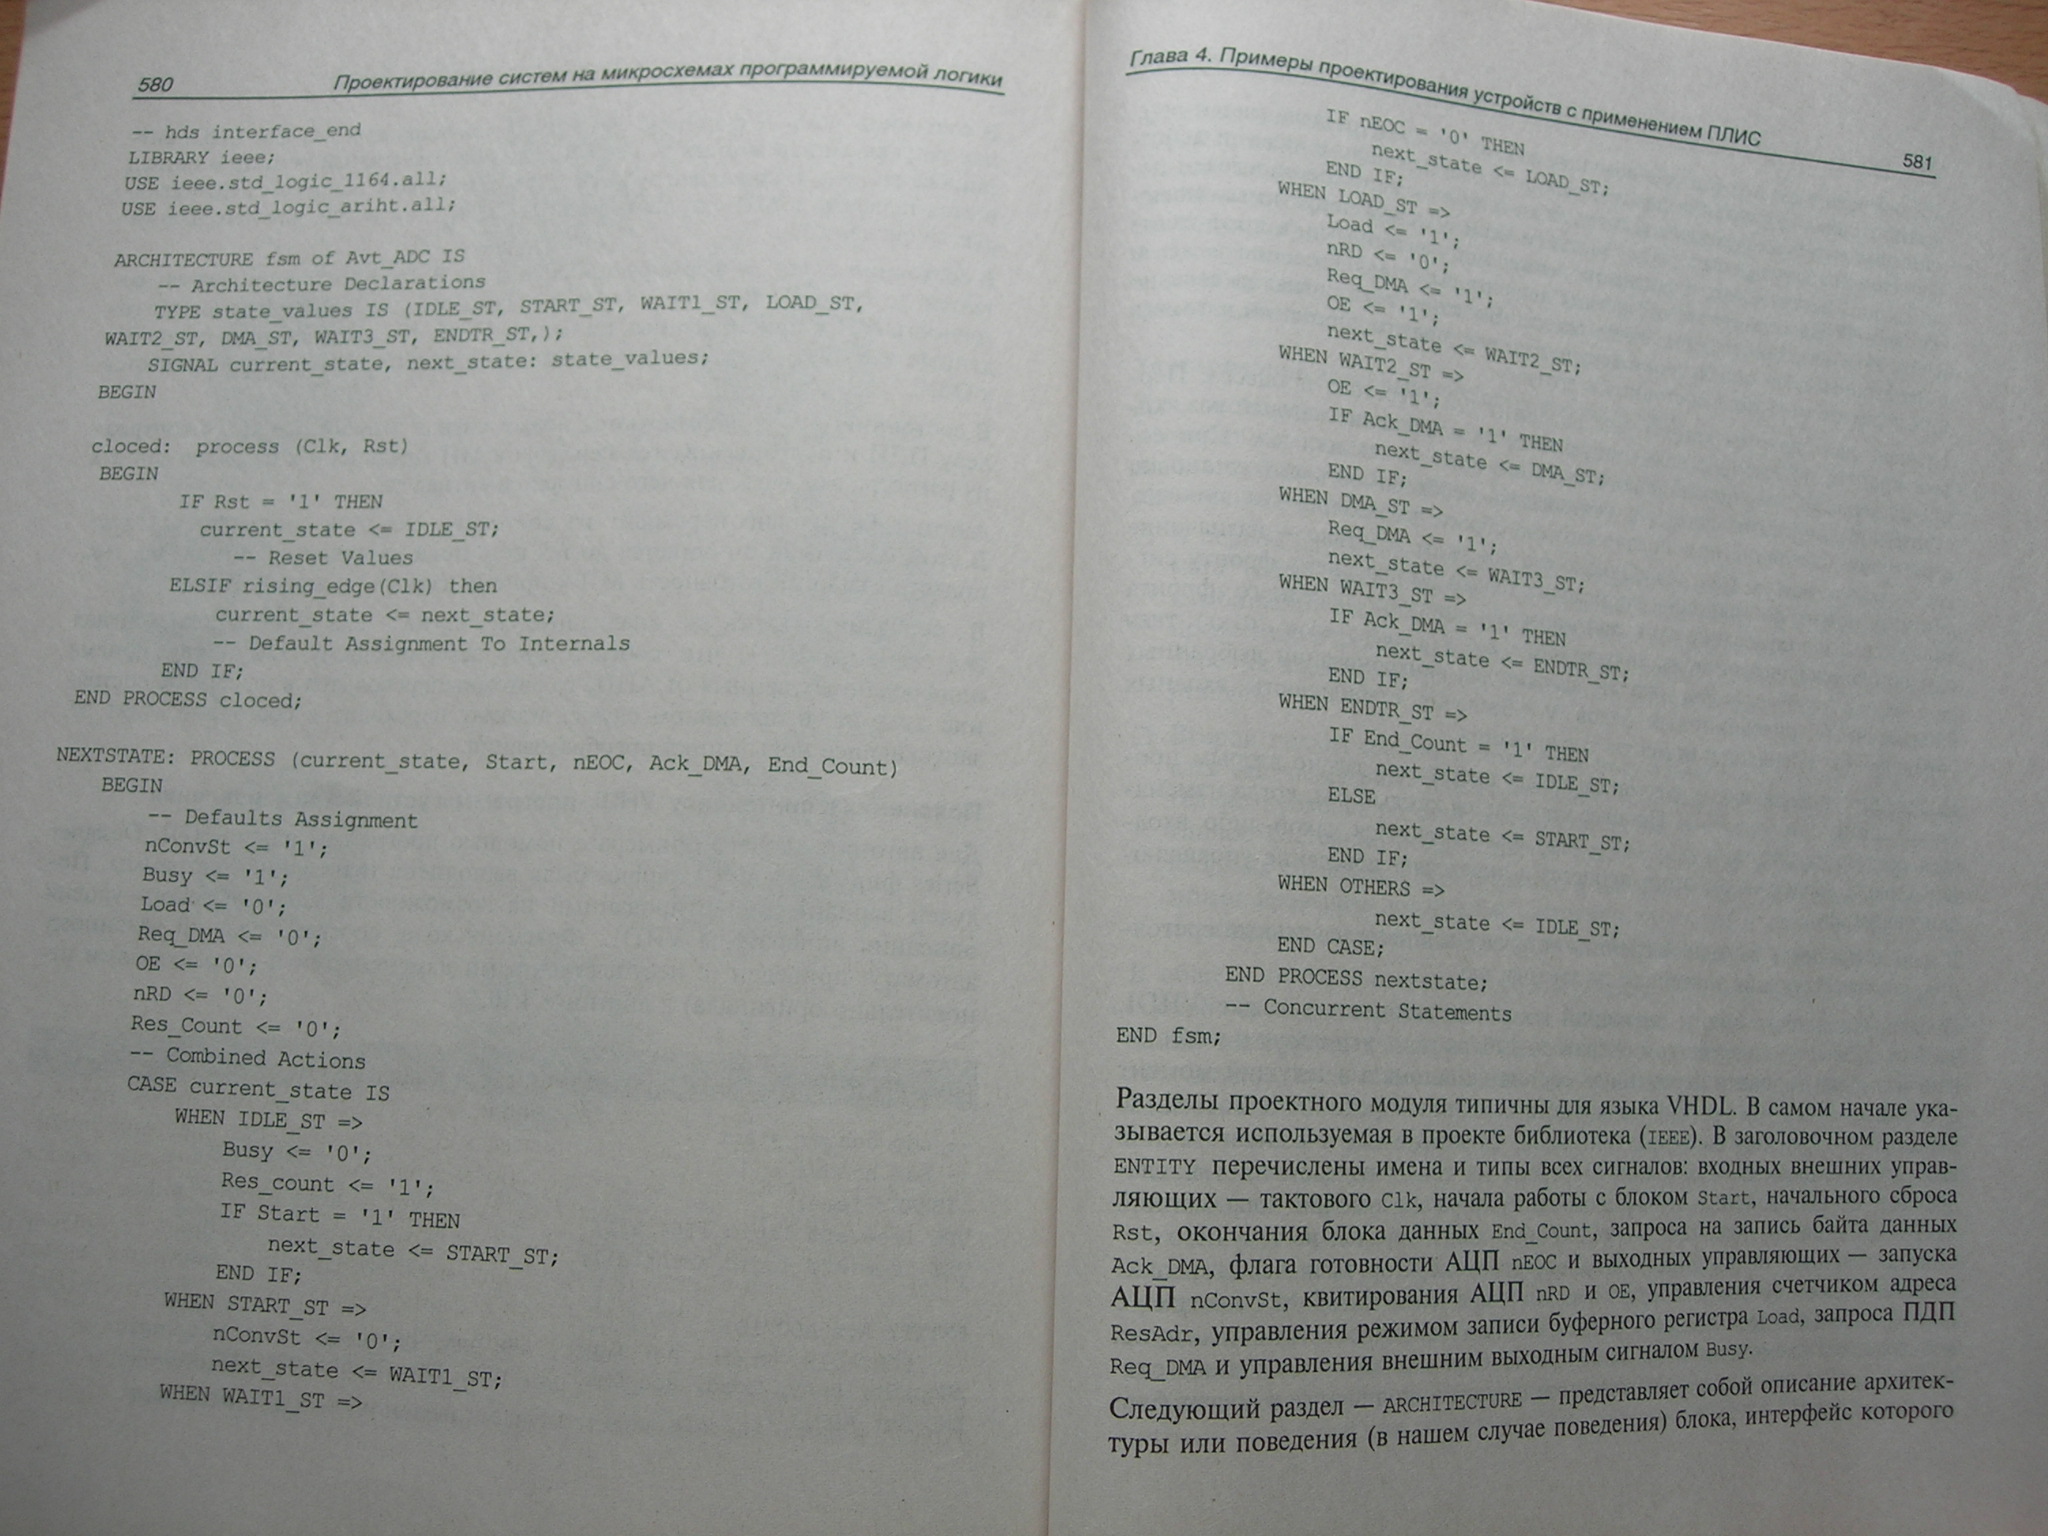 580 Проектирование систем на микросхемах программируемой логики
-- hds interface_end
LIBRARY ieee;
USE ieee.std_logic_1164.all;
USE ieee.std_logic_ariht.all;
ARCHITECTURE fsm of Avt_ADC IS
-- Architecture Declarations
TYPE state_values IS (IDLE_ST, START_ST, WAIT1_ST, LOAD_ST,
WAIT2_ST, DMA_ST, WAIT3_ST, ENDTR_ST,);
SIGNAL current_state, next_state: state_values;
BEGIN
cloced: process (Clk, Rst)
BEGIN
IF Rst = '1' THEN
current_state <= IDLE_ST;
-- Reset Values
ELSIF rising_edge(Clk) then
current_state <= next_state;
-- Default Assignment To Internals
END IF;
END PROCESS cloced;
NEXTSTATE: PROCESS (current_state, Start, nEOC, Ack_DMA, End_Count)
BEGIN
-- Defaults Assignment
nConvSt <= '1';
Busy <= '1';
Load <= '0';
Req_DMA <= '0';
OE <= '0';
nRD <= '0';
Res_Count <= '0';
-- Combined Actions
CASE current_state IS
WHEN IDLE_ST =>
Busy <= '0';
Res_count <= '1';
IF Start = '1' THEN
next_state <= START_ST;
END IF;
WHEN START_ST =>
nConvSt <= '0';
next_state <= WAIT1_ST;
WHEN WAIT1_ST =>
Глава 4. Примеры проектирования устройств с применением ПЛИС 581
IF nEOC = '0' THEN
next_state <= LOAD_ST;
END IF;
WHEN LOAD_ST =>
Load <= '1';
nRD <= '0';
Req_DMA <= '1';
OE <= '1';
next_state <= WAIT2_ST;
WHEN WAIT2_ST =>
OE <= '1';
IF Ack_DMA = '1' THEN
next_state <= DMA_ST;
END IF;
WHEN DMA_ST =>
Req_DMA <= '1';
next_state <= WAIT3_ST;
WHEN WAIT3_ST =>
IF Ack_DMA = '1' THEN
next_state <= ENDTR_ST;
END IF;
WHEN ENDTR_ST =>
IF End_Count = '1' THEN
next_state <= IDLE_ST;
ELSE
next_state <= START_ST;
END IF;
WHEN OTHERS =>
next_state <= IDLE_ST;
END CASE;
END PROCESS nextstate;
-- Concurrent Statements
END fsm;
Разделы проектного модуля типичны для языка VHDL. В самом начале ука-
зывается используемая в проекте библиотека (IEEE). В заголовочном разделе
ENTITY перечислены имена и типы всех сигналов: входных внешних управ-
ляющих — тактового Clk, начала работы с блоком Start, начального сброса
Rst, окончания блока данных End_Count, запроса на запись байта данных
Ack_DMA, флага готовности АЦП nEOC и выходных управляющих — запуска
АЦП nConvSt, квитирования АЦП nRD и OE, управления счетчиком адреса
ResAdr, управления режимом записи буферного регистра Load, запроса ПДП
Req_DMA и управления внешним выходным сигналом Busy.
Следующий раздел — ARCHITECTURE — представляет собой описание архитек-
туры или поведения (в нашем случае поведения) блока, интерфейс которого